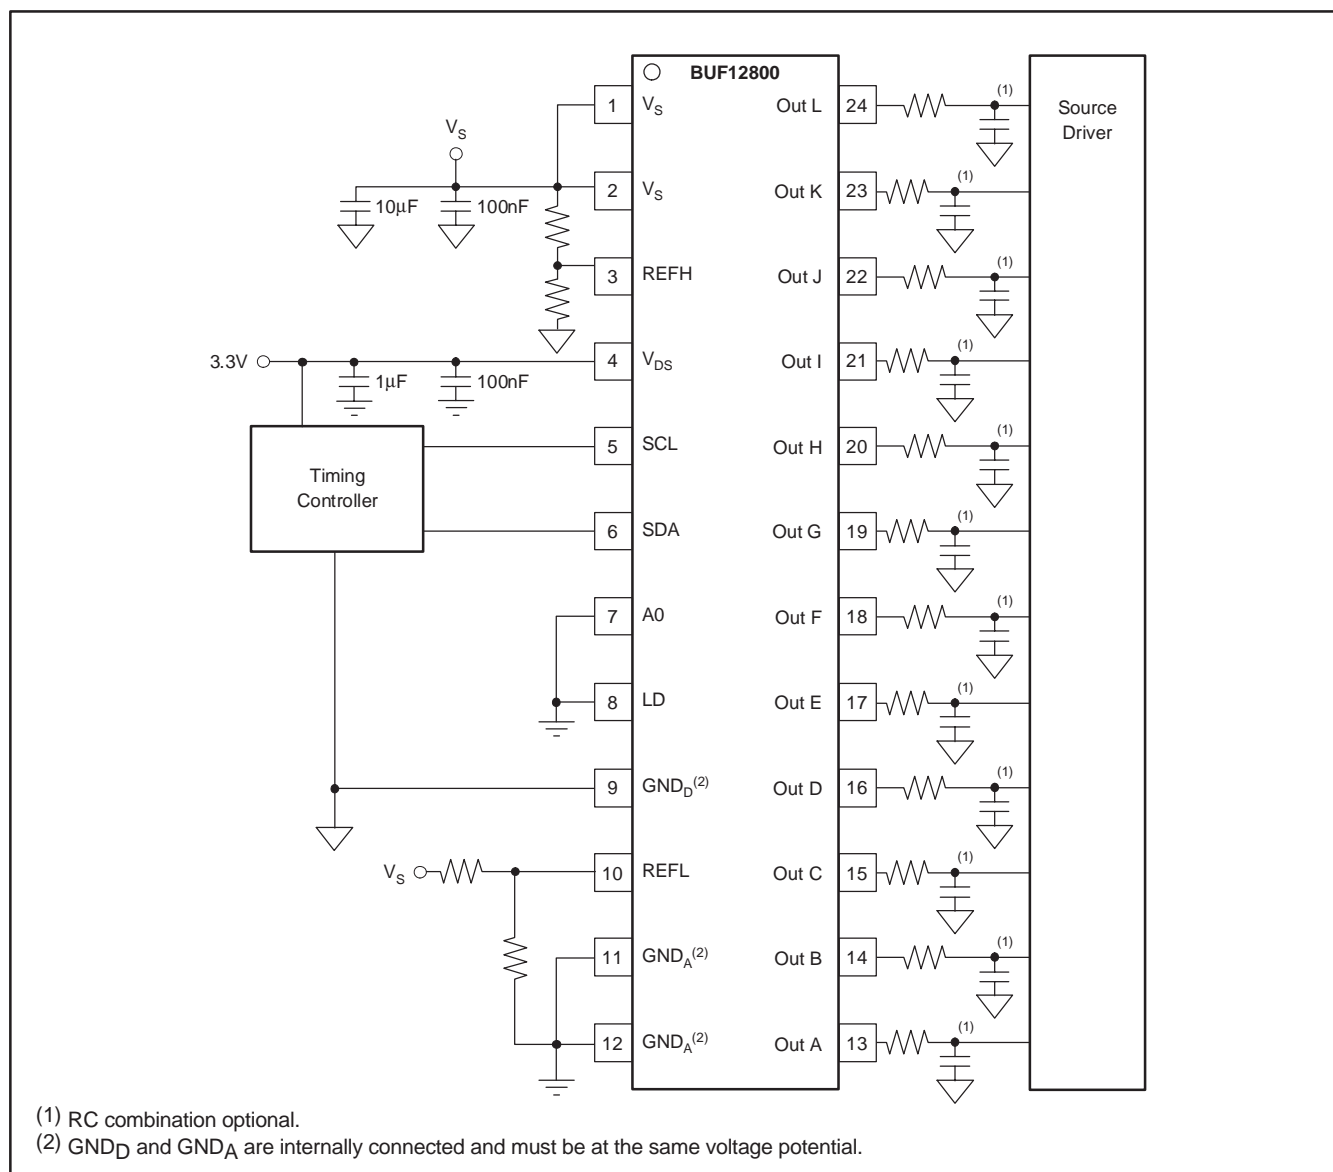 BUF12800
1 V_S Out L 24 (1) Source Driver
V_S
2 V_S Out K 23 (1)
10μF 100nF
3 REFH Out J 22 (1)
3.3V 4 V_DS Out I 21 (1)
1μF 100nF
5 SCL Out H 20 (1)
Timing
Controller
6 SDA Out G 19 (1)
7 A0 Out F 18 (1)
8 LD Out E 17 (1)
9 GND_D(2) Out D 16 (1)
V_S 10 REFL Out C 15 (1)
11 GND_A(2) Out B 14 (1)
12 GND_A(2) Out A 13 (1)
(1) RC combination optional.
(2) GND_D and GND_A are internally connected and must be at the same voltage potential.